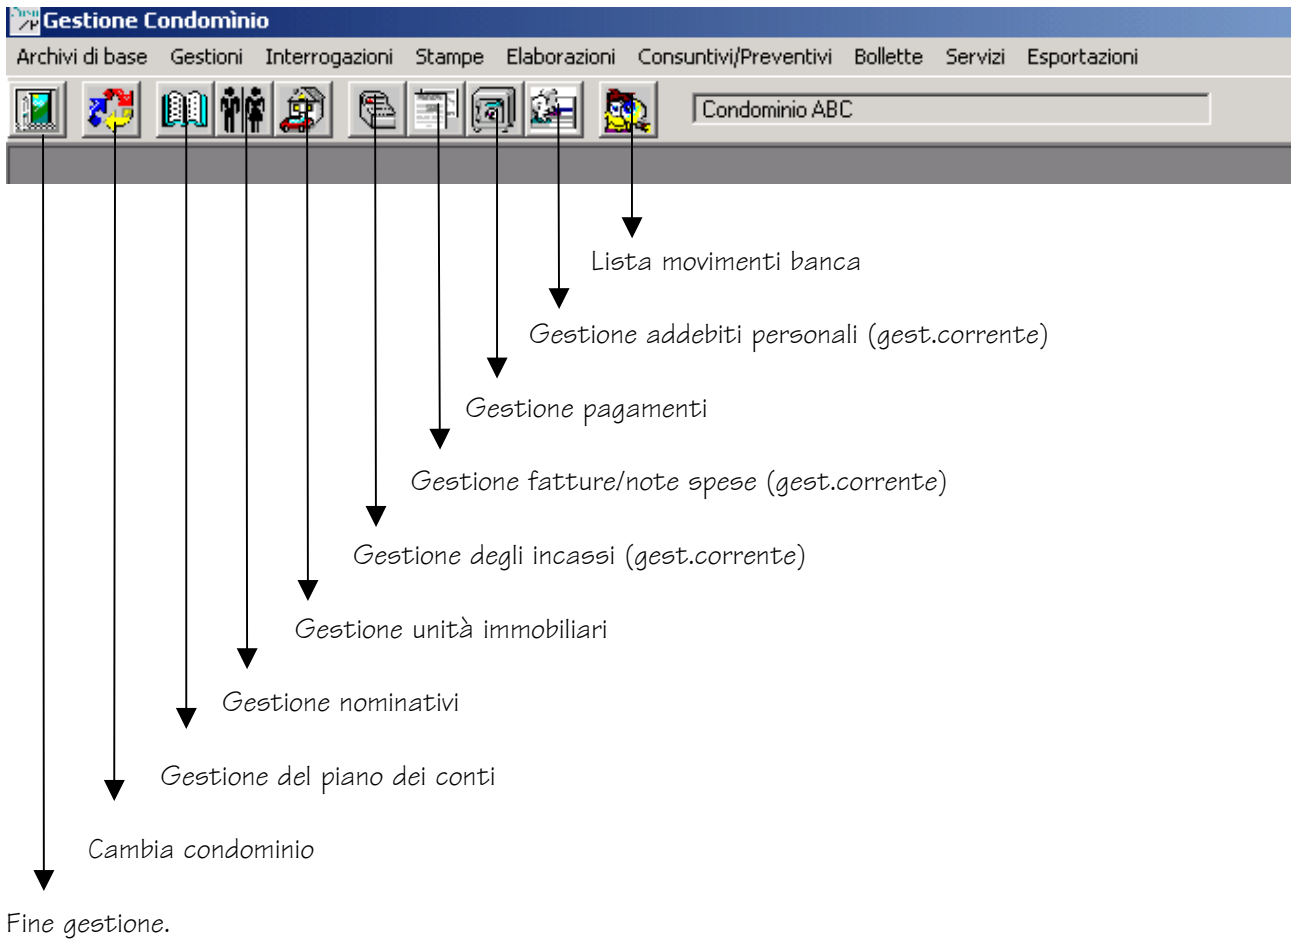 Gestione Condomìnio
Archivi di base Gestioni Interrogazioni Stampe Elaborazioni Consuntivi/Preventivi Bollette Servizi Esportazioni
Condominio ABC
Lista movimenti banca
Gestione addebiti personali (gest.corrente)
Gestione pagamenti
Gestione fatture/note spese (gest.corrente)
Gestione degli incassi (gest.corrente)
Gestione unità immobiliari
Gestione nominativi
Gestione del piano dei conti
Cambia condominio
Fine gestione.